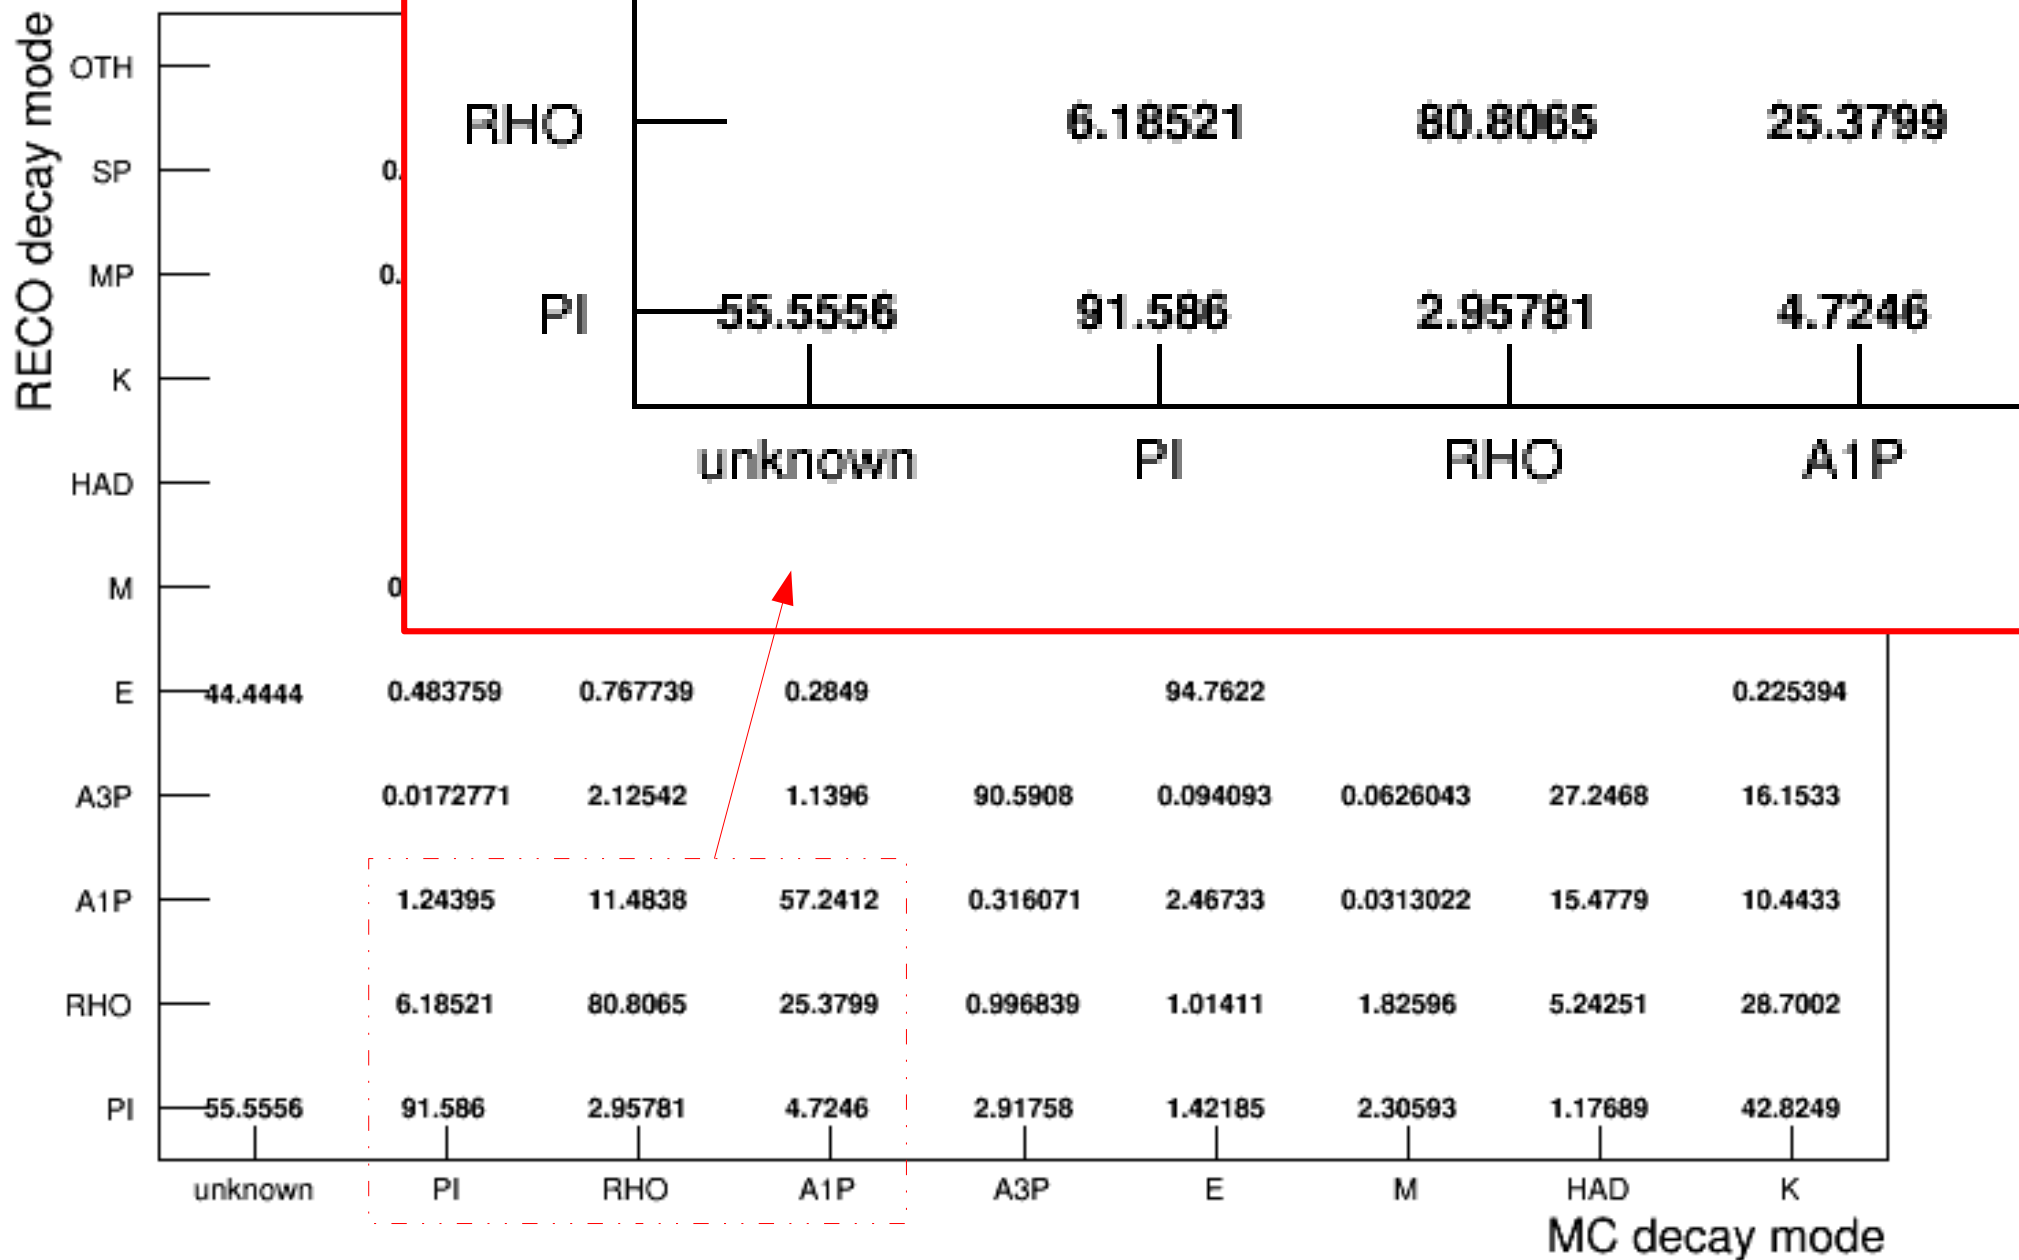 RECO decay mode
OTH
SP 0.
MP 0.
K
HAD
M 0
RHO 6.18521 80.8065 25.3799
PI 55.5556 91.586 2.95781 4.7246
unknown PI RHO A1P
E 44.4444 0.483759 0.767739 0.2849 94.7622 0.225394
A3P 0.0172771 2.12542 1.1396 90.5908 0.094093 0.0626043 27.2468 16.1533
A1P 1.24395 11.4838 57.2412 0.316071 2.46733 0.0313022 15.4779 10.4433
RHO 6.18521 80.8065 25.3799 0.996839 1.01411 1.82596 5.24251 28.7002
PI 55.5556 91.586 2.95781 4.7246 2.91758 1.42185 2.30593 1.17689 42.8249
unknown PI RHO A1P A3P E M HAD K
MC decay mode